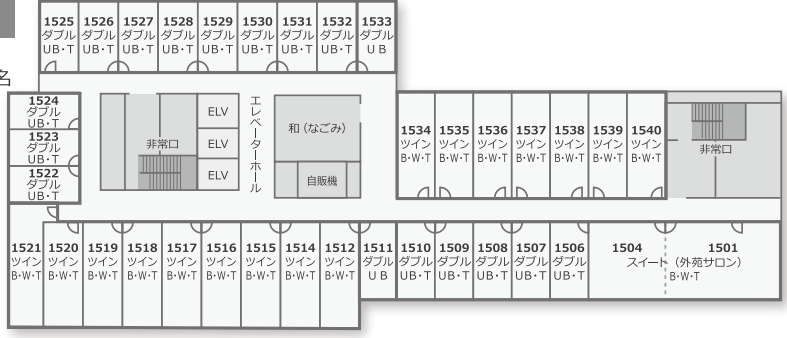 1525 1526 1527 1528 1529 1530 1531 1532 1533
ダブル ダブル ダブル ダブル ダブル ダブル ダブル ダブル ダブル
UB・T UB・T UB・T UB・T UB・T UB・T UB・T UB・T UB
名
1524
ダブル
UB・T
1523
ダブル
UB・T
1522
ダブル
UB・T
非常口
ELV
ELV
ELV
エレベーターホール
和（なごみ）
自販機
1534 1535 1536 1537 1538 1539 1540
ツイン ツイン ツイン ツイン ツイン ツイン ツイン
B・W・T B・W・T B・W・T B・W・T B・W・T B・W・T B・W・T
非常口
1521 1520 1519 1518 1517 1516 1515 1514 1512 1511 1510 1509 1508 1507 1506 1504 1501
ツイン ツイン ツイン ツイン ツイン ツイン ツイン ツイン ツイン ダブル ダブル ダブル ダブル ダブル ダブル スイート（外苑サロン）
B・W・T B・W・T B・W・T B・W・T B・W・T B・W・T B・W・T B・W・T B・W・T UB UB・T UB・T UB・T UB・T UB・T B・W・T